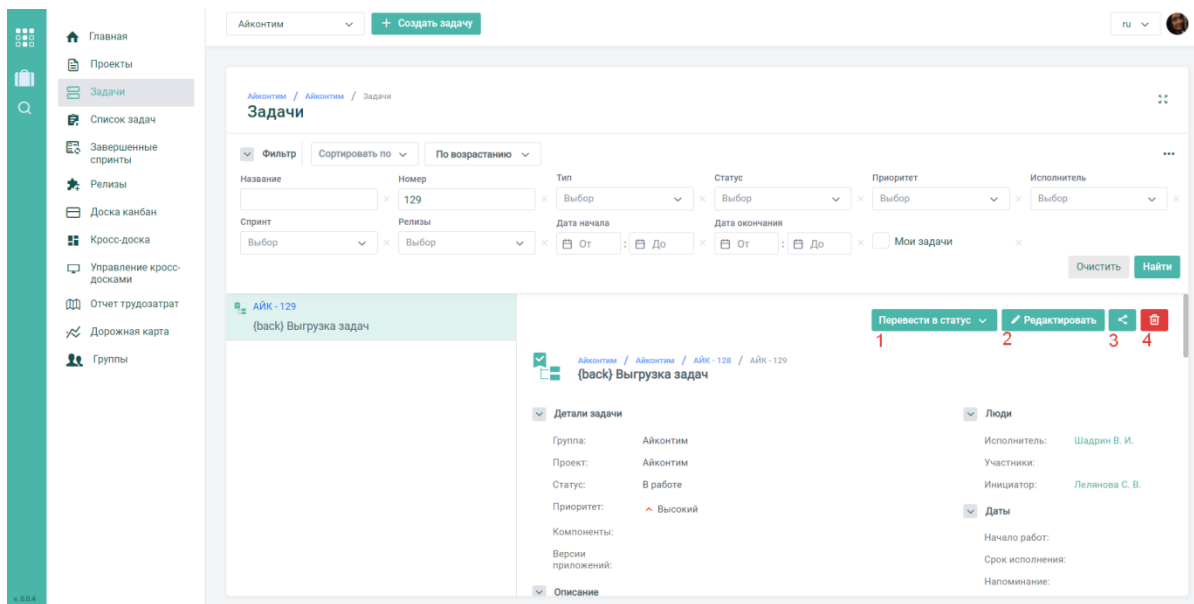 Айконтим
+ Создать задачу
ru
Главная
Проекты
Задачи
Список задач
Завершенные
спринты
Релизы
Доска канбан
Кросс-доска
Управление кросс-
досками
Отчет трудозатрат
Дорожная карта
Группы
v. 0.0.4
Айконтим / Айконтим / Задачи
Задачи
Фильтр Сортировать по По возрастанию
Название Номер Тип Статус Приоритет Исполнитель
129 Выбор Выбор Выбор Выбор
Спринт Релизы Дата начала Дата окончания
Выбор Выбор От : До От : До Мои задачи
Очистить Найти
АЙК - 129
{back} Выгрузка задач
Перевести в статус Редактировать
1 2 3 4
Айконтим / Айконтим / АЙК - 128 / АЙК - 129
{back} Выгрузка задач
Детали задачи
Группа: Айконтим
Проект: Айконтим
Статус: В работе
Приоритет: Высокий
Компоненты:
Версии
приложений:
Описание
Люди
Исполнитель: Шадрин В. И.
Участники:
Инициатор: Лелянова С. В.
Даты
Начало работ:
Срок исполнения:
Напоминание: